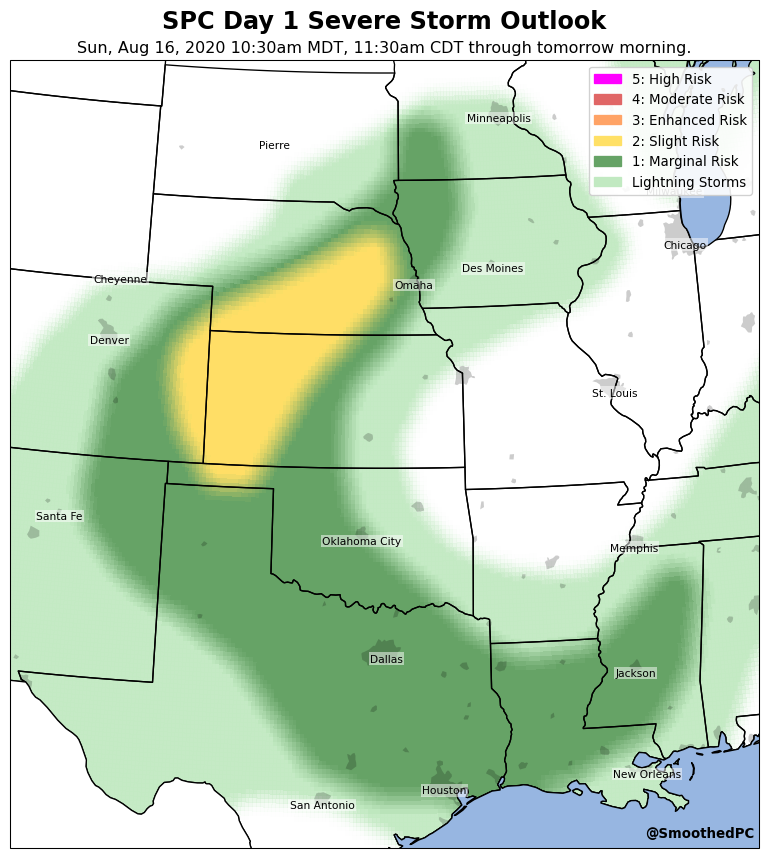 SPC Day 1 Severe Storm Outlook
Sun, Aug 16, 2020 10:30am MDT, 11:30am CDT through tomorrow morning.
5: High Risk
4: Moderate Risk
3: Enhanced Risk
2: Slight Risk
1: Marginal Risk
Lightning Storms
Minneapolis
Pierre
Chicago
Des Moines
Cheyenne
Omaha
Denver
St. Louis
Santa Fe
Oklahoma City
Memphis
Dallas
Jackson
New Orleans
Houston
San Antonio
@SmoothedPC